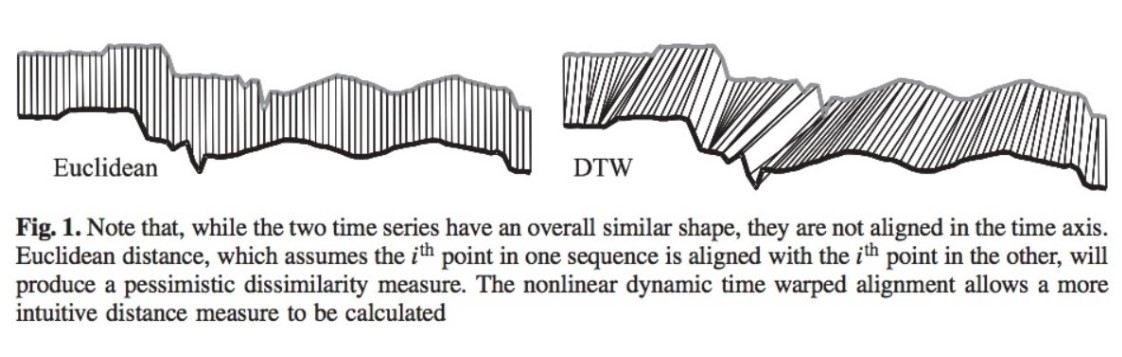 Euclidean
DTW
Fig. 1. Note that, while the two time series have an overall similar shape, they are not aligned in the time axis.
Euclidean distance, which assumes the iᵗʰ point in one sequence is aligned with the iᵗʰ point in the other, will
produce a pessimistic dissimilarity measure. The nonlinear dynamic time warped alignment allows a more
intuitive distance measure to be calculated